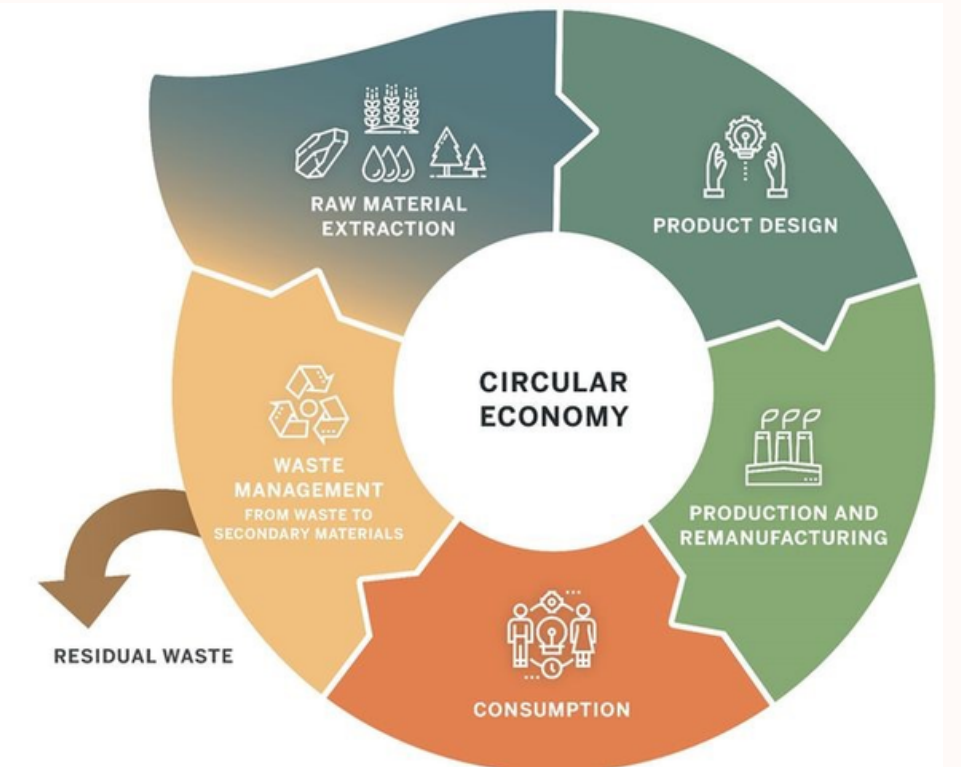 RAW MATERIAL
EXTRACTION
PRODUCT DESIGN
CIRCULAR
ECONOMY
PRODUCTION AND
REMANUFACTURING
CONSUMPTION
WASTE
MANAGEMENT
FROM WASTE TO
SECONDARY MATERIALS
RESIDUAL WASTE